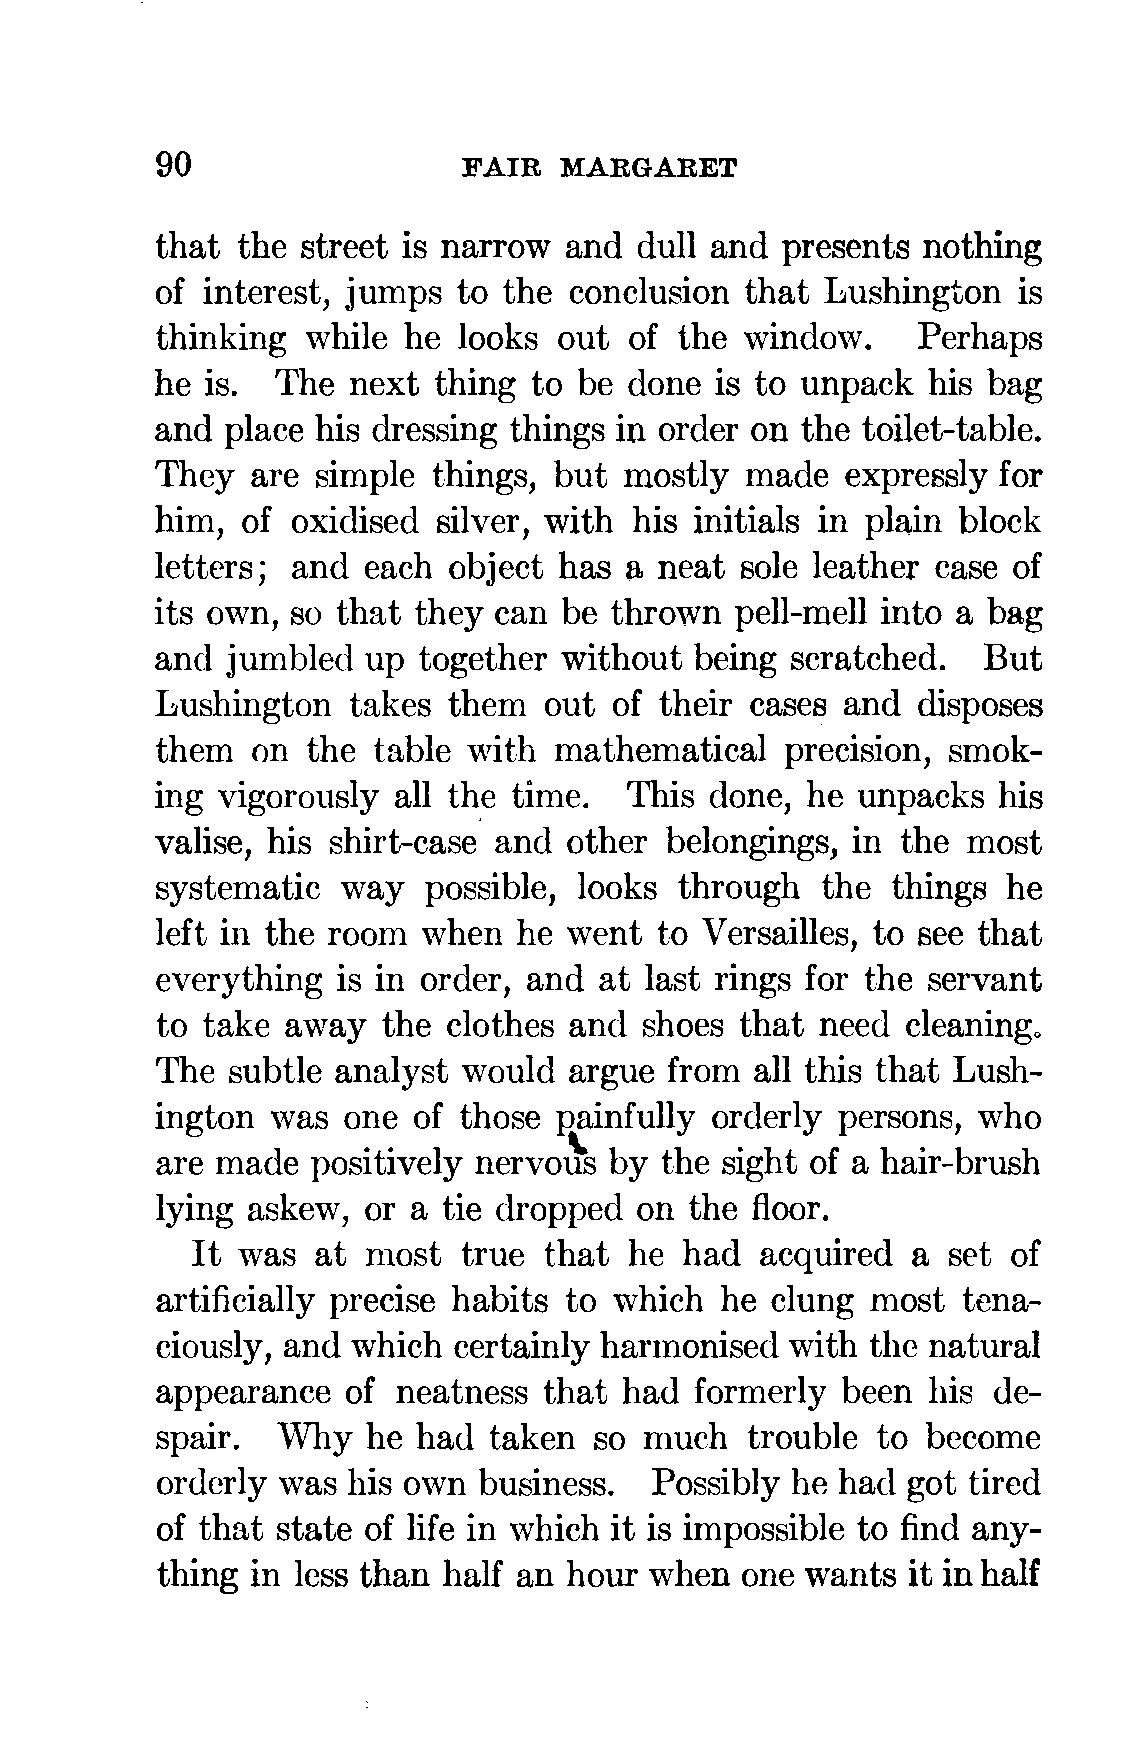 90 FAIR MARGARET
that the street is narrow and dull and presents nothing
of interest, jumps to the conclusion that Lushington is
thinking while he looks out of the window. Perhaps
he is. The next thing to be done is to unpack his bag
and place his dressing things in order on the toilet-table.
They are simple things, but mostly made expressly for
him, of oxidised silver, with his initials in plain block
letters; and each object has a neat sole leather case of
its own, so that they can be thrown pell-mell into a bag
and jumbled up together without being scratched. But
Lushington takes them out of their cases and disposes
them on the table with mathematical precision, smok-
ing vigorously all the time. This done, he unpacks his
valise, his shirt-case and other belongings, in the most
systematic way possible, looks through the things he
left in the room when he went to Versailles, to see that
everything is in order, and at last rings for the servant
to take away the clothes and shoes that need cleaning.
The subtle analyst would argue from all this that Lush-
ington was one of those painfully orderly persons, who
are made positively nervous by the sight of a hair-brush
lying askew, or a tie dropped on the floor.
It was at most true that he had acquired a set of
artificially precise habits to which he clung most tena-
ciously, and which certainly harmonised with the natural
appearance of neatness that had formerly been his de-
spair. Why he had taken so much trouble to become
orderly was his own business. Possibly he had got tired
of that state of life in which it is impossible to find any-
thing in less than half an hour when one wants it in half